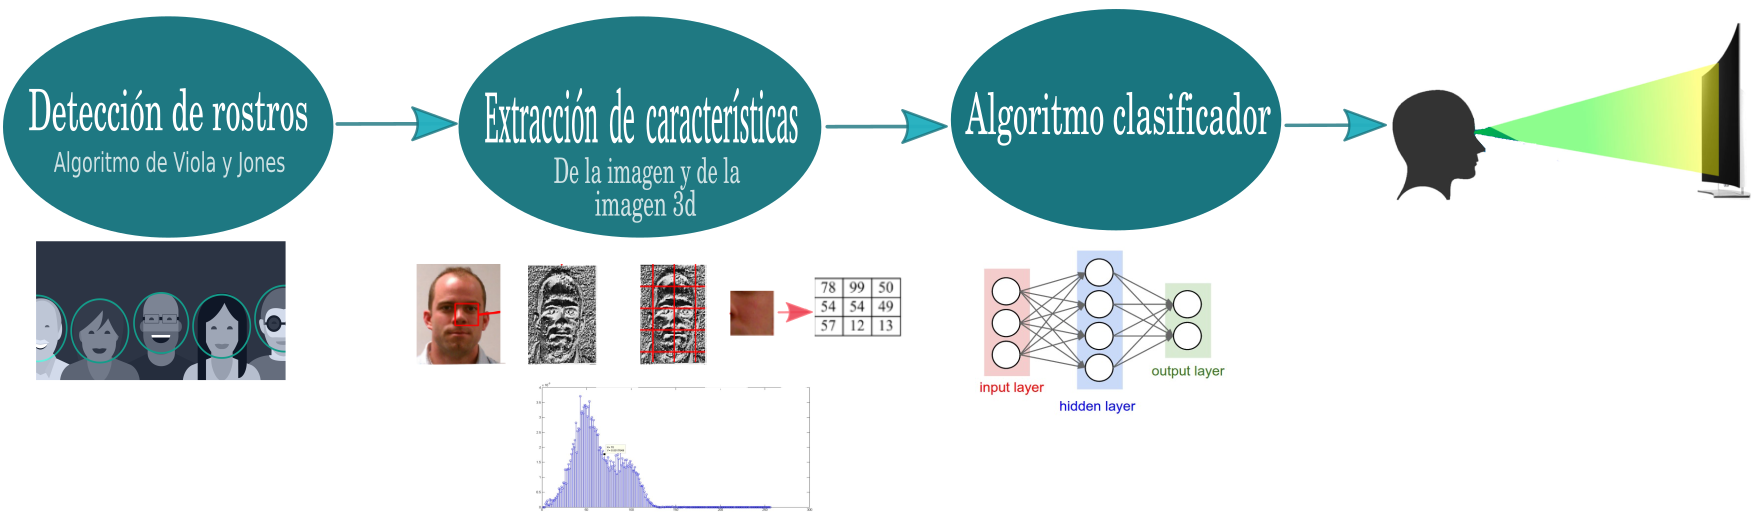 Detección de rostros
Algoritmo de Viola y Jones
Extracción de características
De la imagen y de la
imagen 3d
Algoritmo clasificador
78 99 50
54 54 49
57 12 13
input layer
hidden layer
output layer